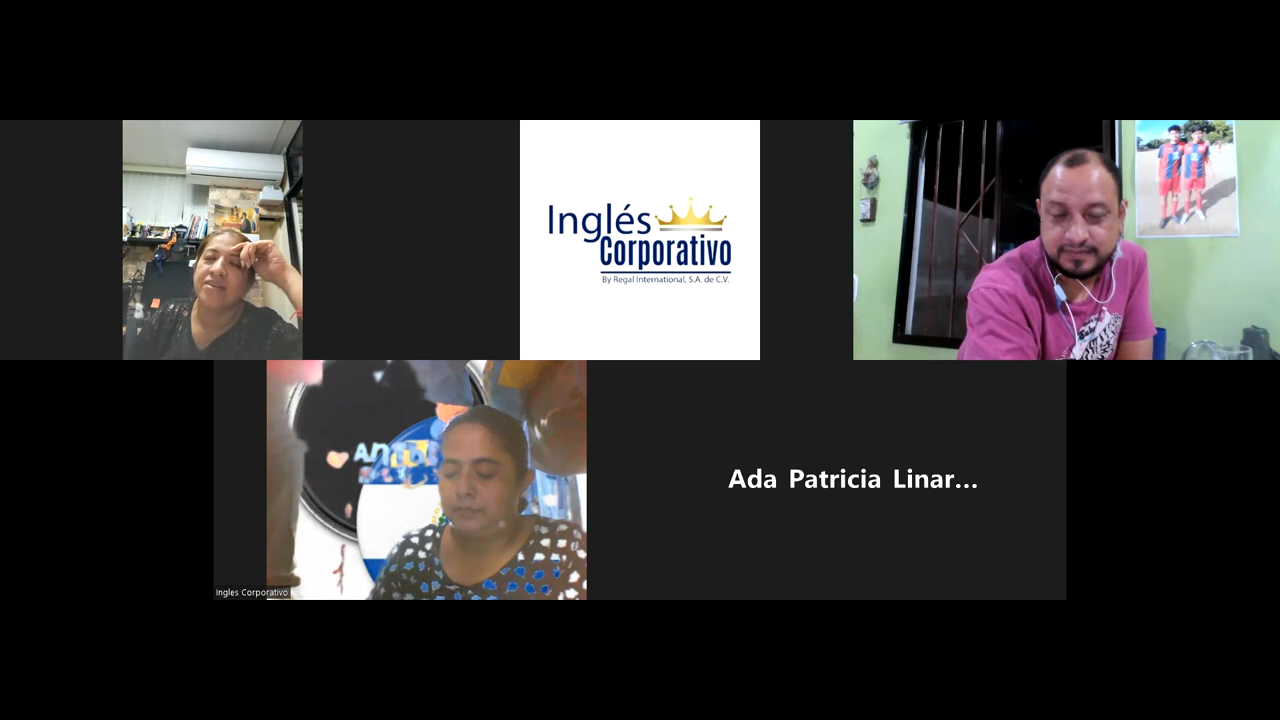 Inglés
Corporativo
By Regal International, S.A. de C.V.
Ada Patricia Linar...
Ingles Corporativo